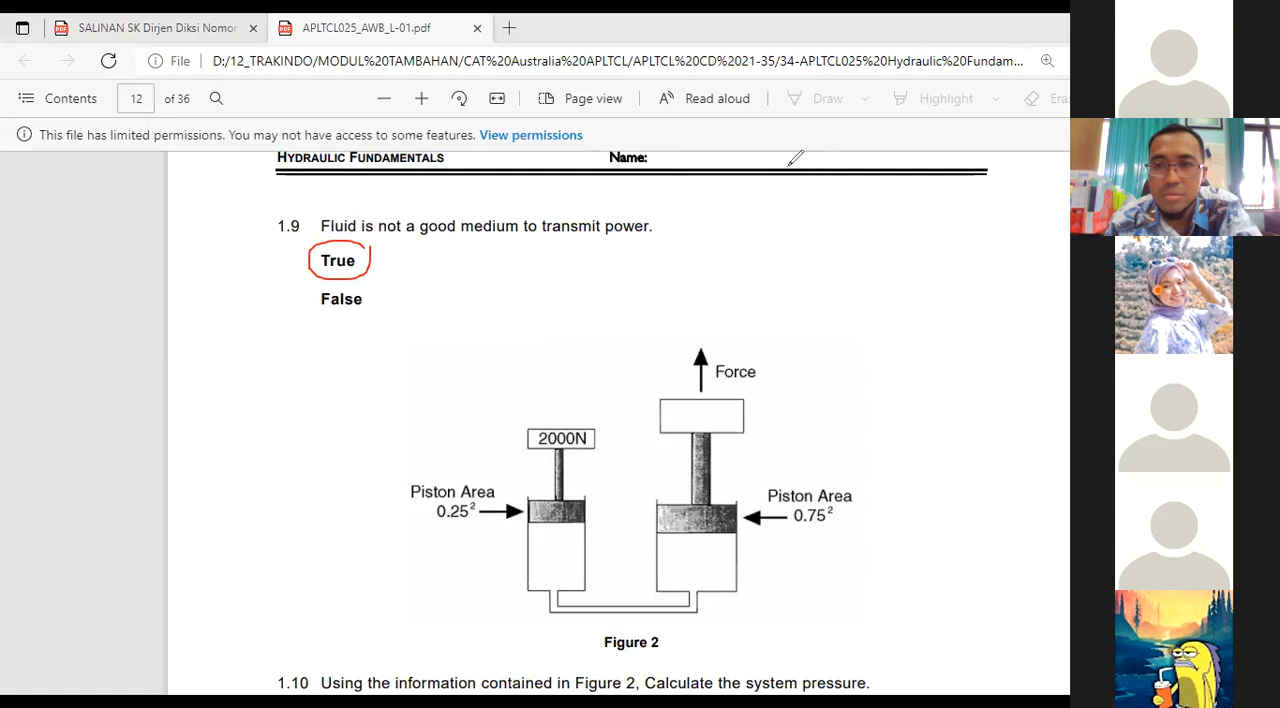 SALINAN SK Dirjen Diksi Nomor
APLTCL025_AWB_L-01.pdf
File
D:/12_TRAKINDO/MODUL%20TAMBAHAN/CAT%20Australia%20APLTCL/APLTCL%20CD%2021-35/34-APLTCL025%20Hydraulic%20Fundam...
Contents
12
of 36
Page view
Read aloud
Draw
Highlight
Era
This file has limited permissions. You may not have access to some features. View permissions
HYDRAULIC FUNDAMENTALS
Name:
1.9 Fluid is not a good medium to transmit power.
True
False
Force
2000N
Piston Area
0.25²
Piston Area
0.75²
Figure 2
1.10 Using the information contained in Figure 2, Calculate the system pressure.